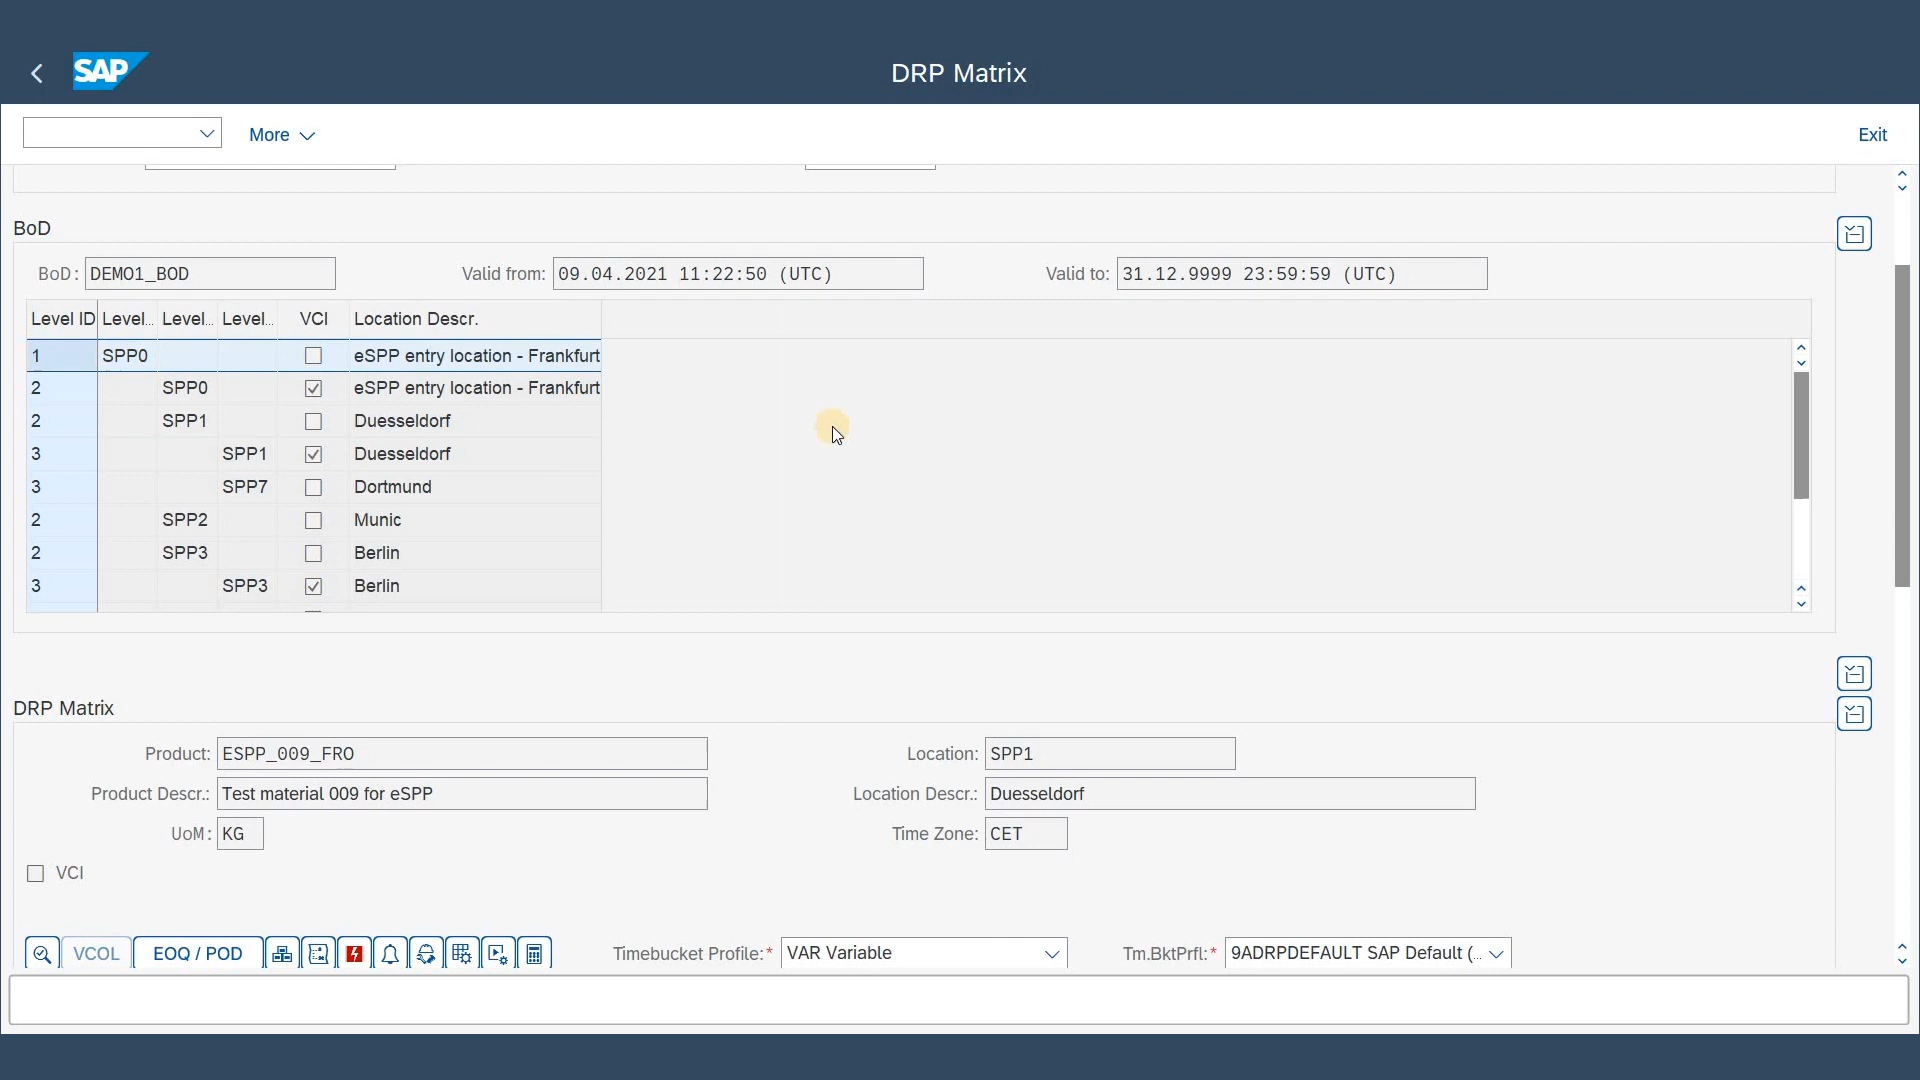 SAP
DRP Matrix
More
Exit
BoD
BoD: DEMO1_BOD Valid from: 09.04.2021 11:22:50 (UTC) Valid to: 31.12.9999 23:59:59 (UTC)
Level ID Level... Level... Level... VCI Location Descr.
1 SPP0 eSPP entry location - Frankfurt
2 SPP0 eSPP entry location - Frankfurt
2 SPP1 Duesseldorf
3 SPP1 Duesseldorf
3 SPP7 Dortmund
2 SPP2 Munic
2 SPP3 Berlin
3 SPP3 Berlin
DRP Matrix
Product: ESPP_009_FRO Location: SPP1
Product Descr.: Test material 009 for eSPP Location Descr.: Duesseldorf
UoM: KG Time Zone: CET
VCI
VCOL EOQ / POD Timebucket Profile:* VAR Variable Tm.BktPrfl:* 9ADRPDEFAULT SAP Default (...